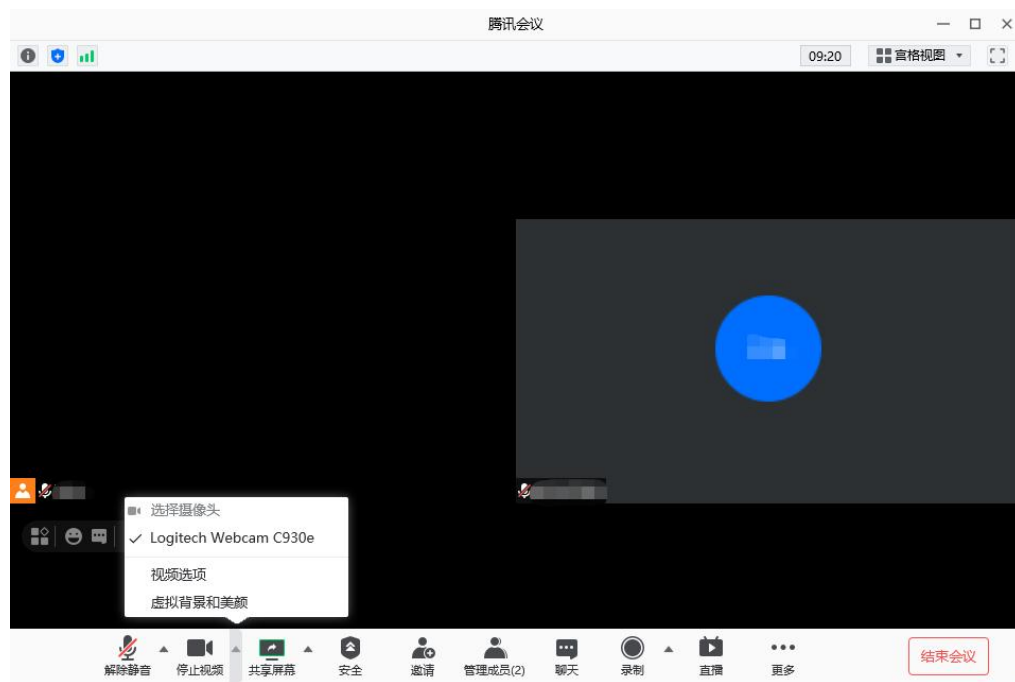 腾讯会议
09:20
宫格视图
选择摄像头
Logitech Webcam C930e
视频选项
虚拟背景和美颜
解除静音
停止视频
共享屏幕
安全
邀请
管理成员(2)
聊天
录制
直播
更多
结束会议